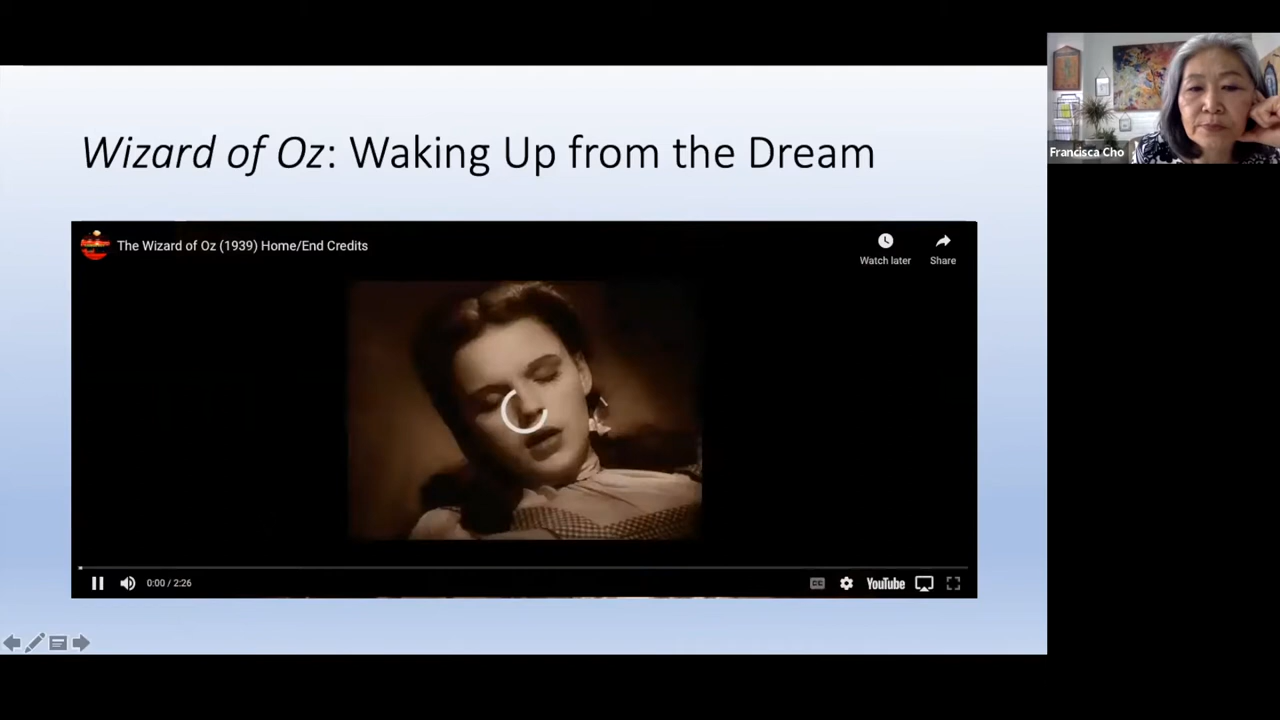 Wizard of Oz: Waking Up from the Dream
The Wizard of Oz (1939) Home/End Credits
Watch later
Share
Francisca Cho
0:00 / 2:26
CC
YouTube